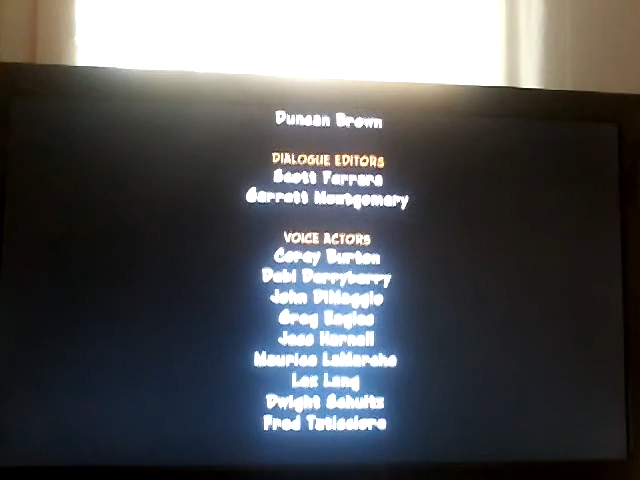 Duncan Brown
DIALOGUE EDITORS
Scott Ferrara
Garrett Montgomery
VOICE ACTORS
Corey Burton
Debi Derryberry
John DiMaggio
Greg Eagles
Jess Harnell
Maurice LaMarche
Lex Lang
Dwight Schultz
Fred Tatasciore